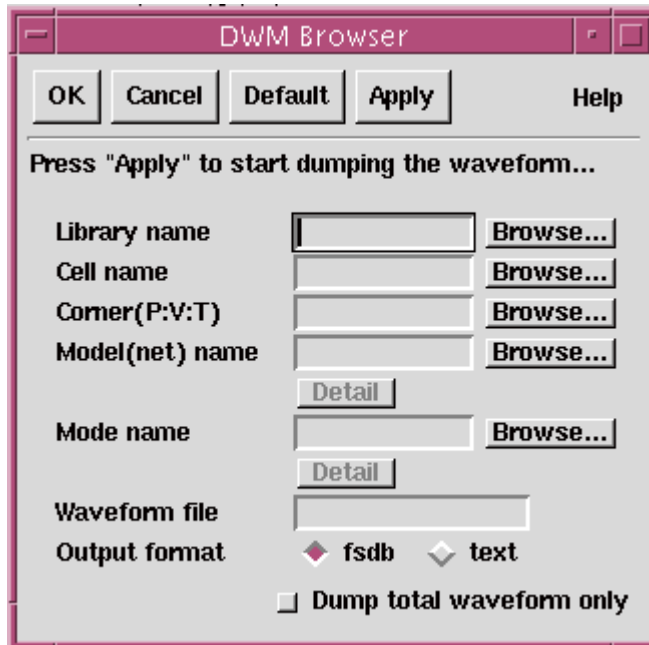 DWM Browser
OK Cancel Default Apply Help
Press "Apply" to start dumping the waveform...
Library name Browse...
Cell name Browse...
Corner(P:V:T) Browse...
Model(net) name Browse...
Detail
Mode name Browse...
Detail
Waveform file
Output format fsdb text
Dump total waveform only